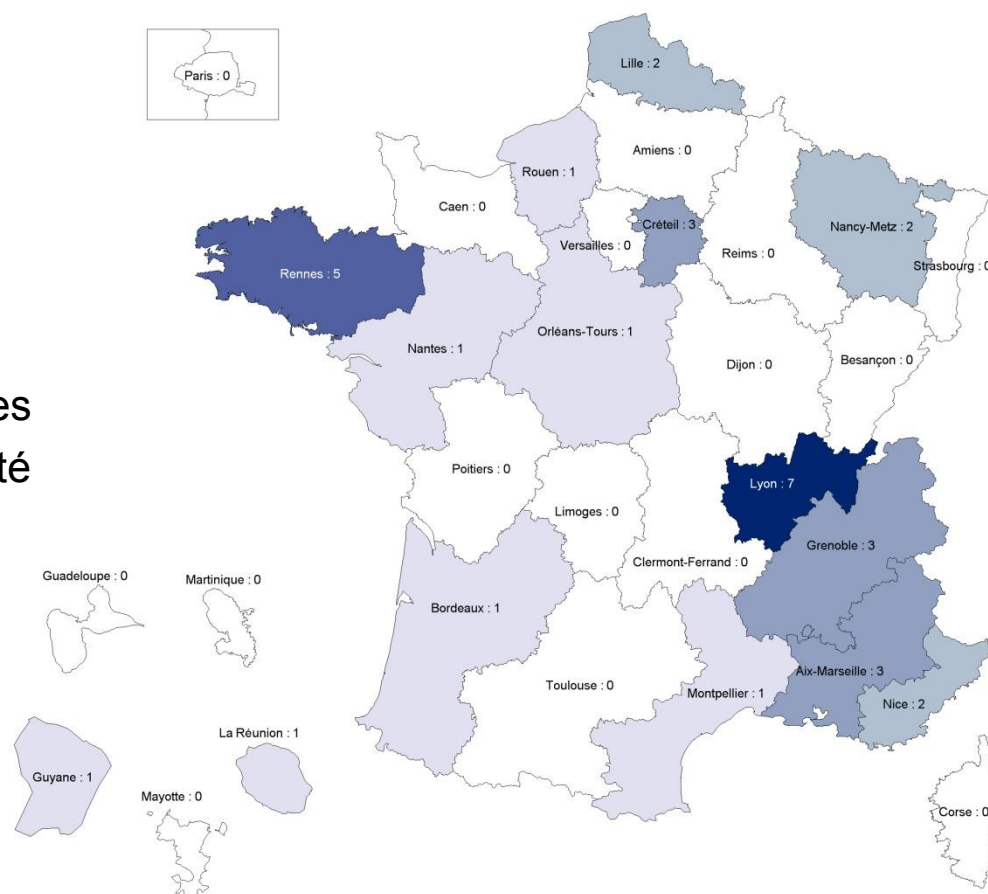 Paris : 0
Lille : 2
Amiens : 0
Rouen : 1
Caen : 0
Versailles : 0
Créteil : 3
Reims : 0
Nancy-Metz : 2
Strasbourg : 0
Rennes : 5
Nantes : 1
Orléans-Tours : 1
Dijon : 0
Besançon : 0
es
té
Poitiers : 0
Limoges : 0
Lyon : 7
Grenoble : 3
Clermont-Ferrand : 0
Guadeloupe : 0
Martinique : 0
Bordeaux : 1
Toulouse : 0
Montpellier : 1
Aix-Marseille : 3
Nice : 2
La Réunion : 1
Guyane : 1
Mayotte : 0
Corse : 0